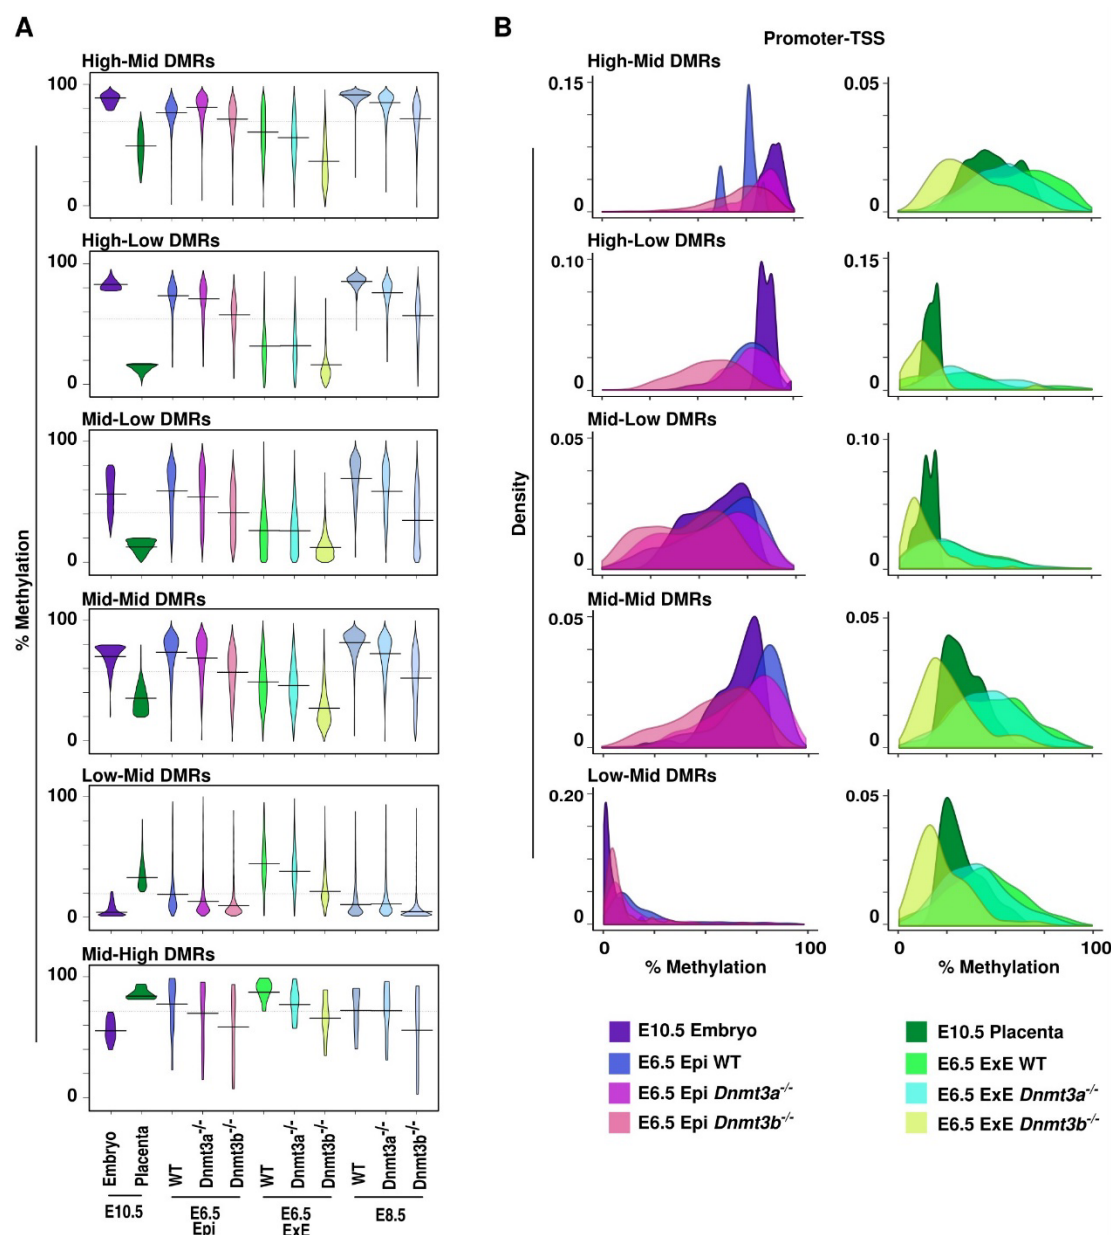 A
High-Mid DMRs
100
0
High-Low DMRs
100
0
Mid-Low DMRs
100
0
Mid-Mid DMRs
100
0
Low-Mid DMRs
100
0
Mid-High DMRs
100
0
% Methylation
Embryo
Placenta
WT
Dnmt3a-/-
Dnmt3b-/-
WT
Dnmt3a-/-
Dnmt3b-/-
WT
Dnmt3a-/-
Dnmt3b-/-
E10.5
E6.5
Epi
E6.5
ExE
E8.5
B
Promoter-TSS
High-Mid DMRs
0.15
0
0.05
0
High-Low DMRs
0.10
0
0.15
0
Mid-Low DMRs
0.05
0
0.10
0
Mid-Mid DMRs
0.05
0
0.05
0
Low-Mid DMRs
0.20
0
0.05
0
Density
0 100
0 100
% Methylation
% Methylation
E10.5 Embryo
E6.5 Epi WT
E6.5 Epi Dnmt3a-/-
E6.5 Epi Dnmt3b-/-
E10.5 Placenta
E6.5 ExE WT
E6.5 ExE Dnmt3a-/-
E6.5 ExE Dnmt3b-/-